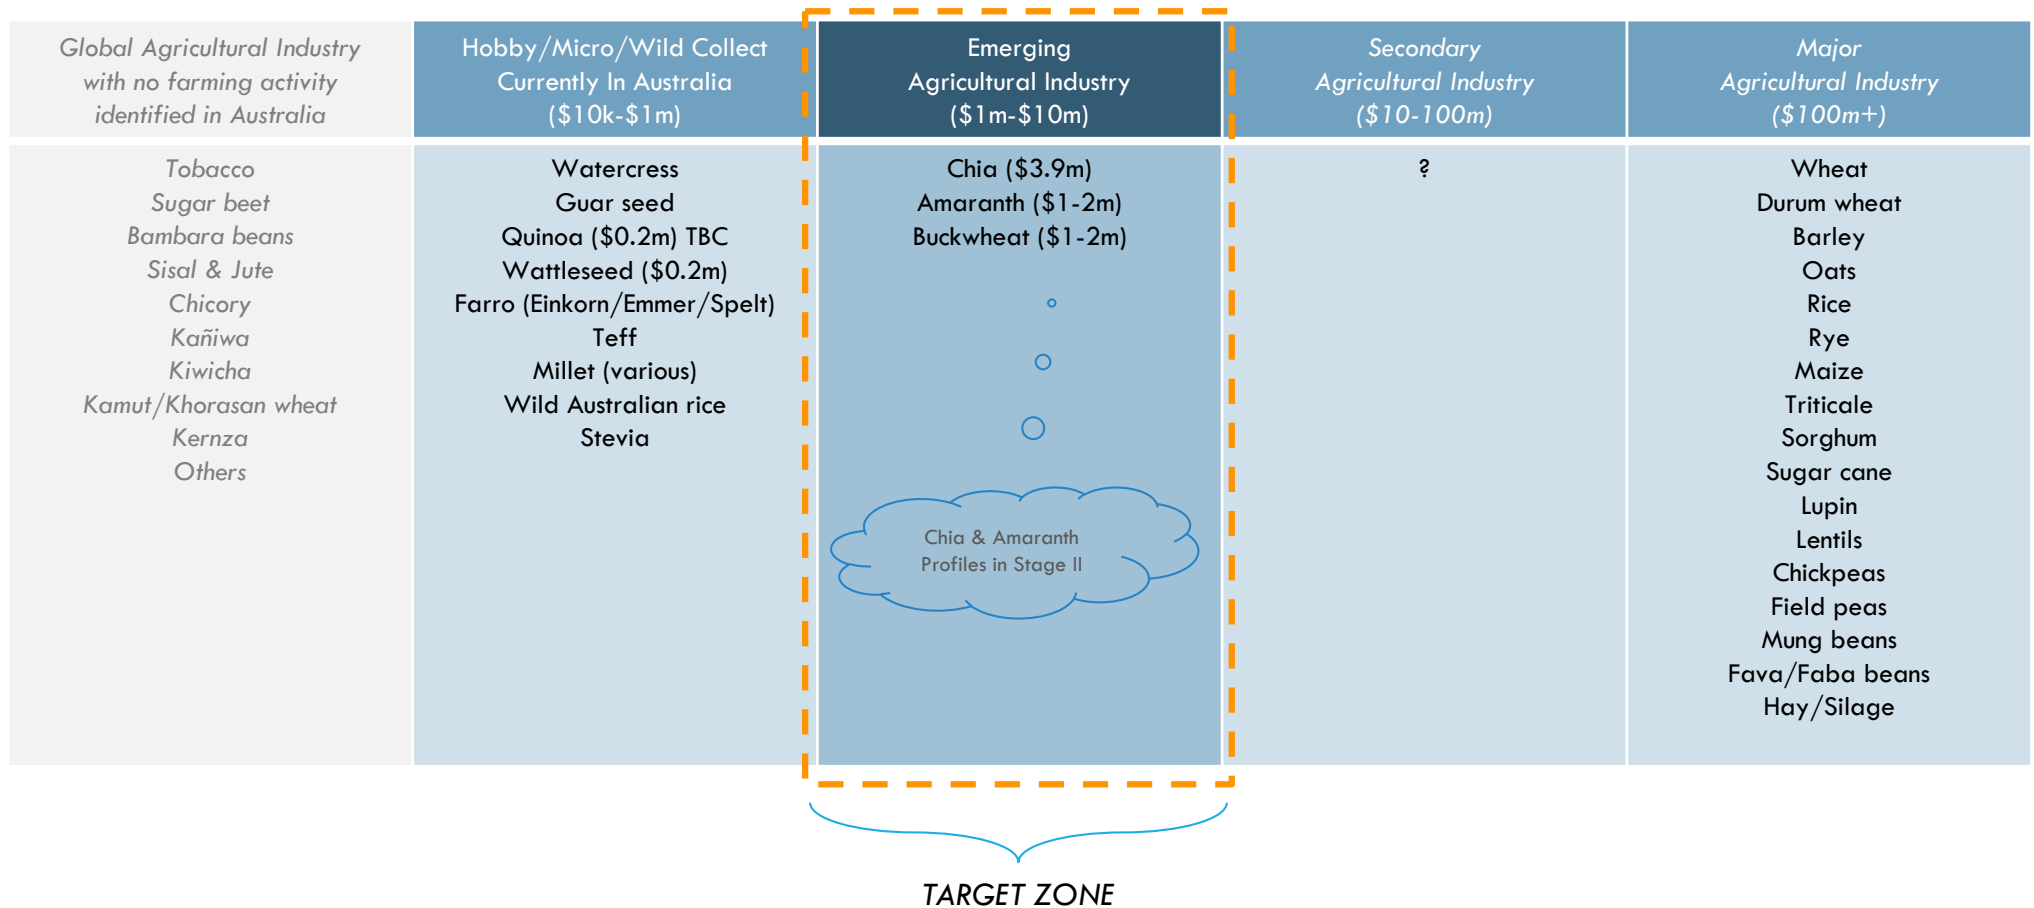 Global Agricultural Industry
with no farming activity
identified in Australia
Hobby/Micro/Wild Collect
Currently In Australia
($10k-$1m)
Emerging
Agricultural Industry
($1m-$10m)
Secondary
Agricultural Industry
($10-100m)
Major
Agricultural Industry
($100m+)
Tobacco
Sugar beet
Bambara beans
Sisal & Jute
Chicory
Kañiwa
Kiwicha
Kamut/Khorasan wheat
Kernza
Others
Watercress
Guar seed
Quinoa ($0.2m) TBC
Wattleseed ($0.2m)
Farro (Einkorn/Emmer/Spelt)
Teff
Millet (various)
Wild Australian rice
Stevia
Chia ($3.9m)
Amaranth ($1-2m)
Buckwheat ($1-2m)
Chia & Amaranth
Profiles in Stage II
?
Wheat
Durum wheat
Barley
Oats
Rice
Rye
Maize
Triticale
Sorghum
Sugar cane
Lupin
Lentils
Chickpeas
Field peas
Mung beans
Fava/Faba beans
Hay/Silage
TARGET ZONE